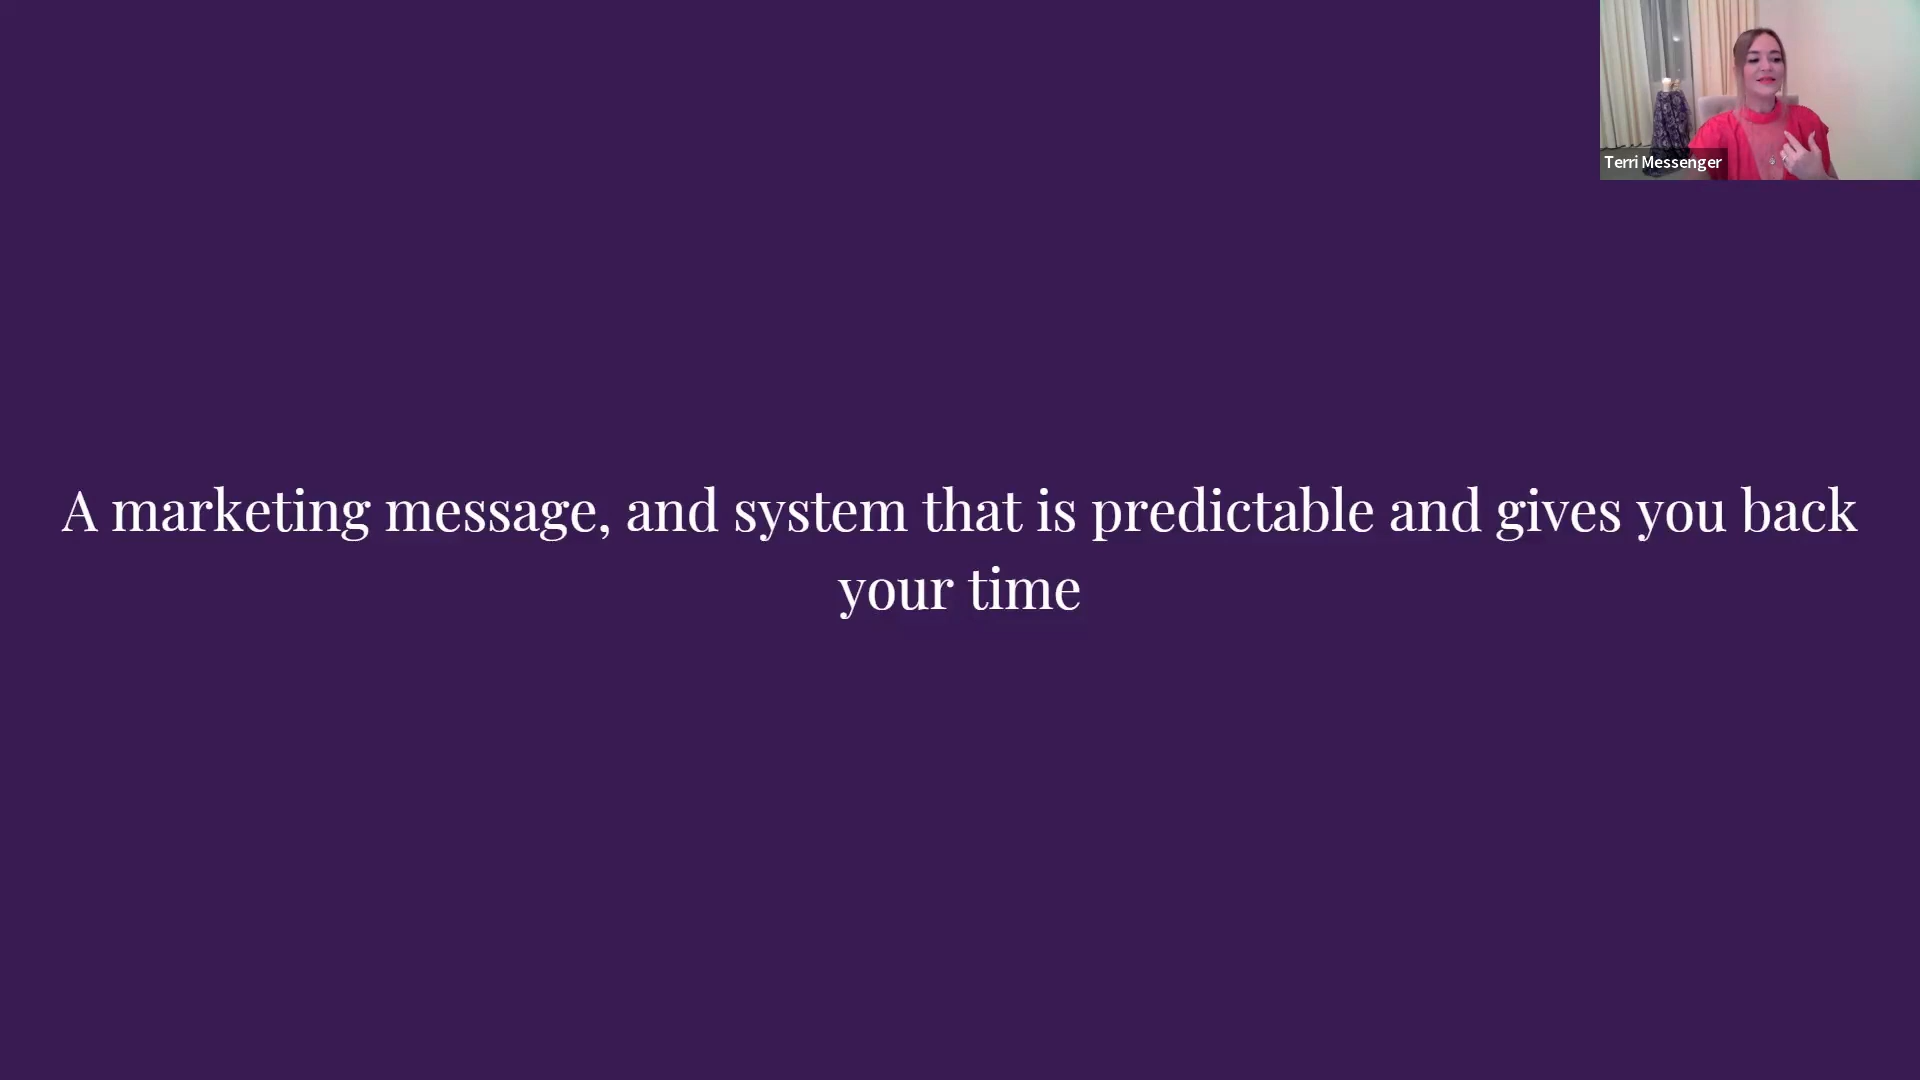 Terri Messenger
A marketing message, and system that is predictable and gives you back
your time